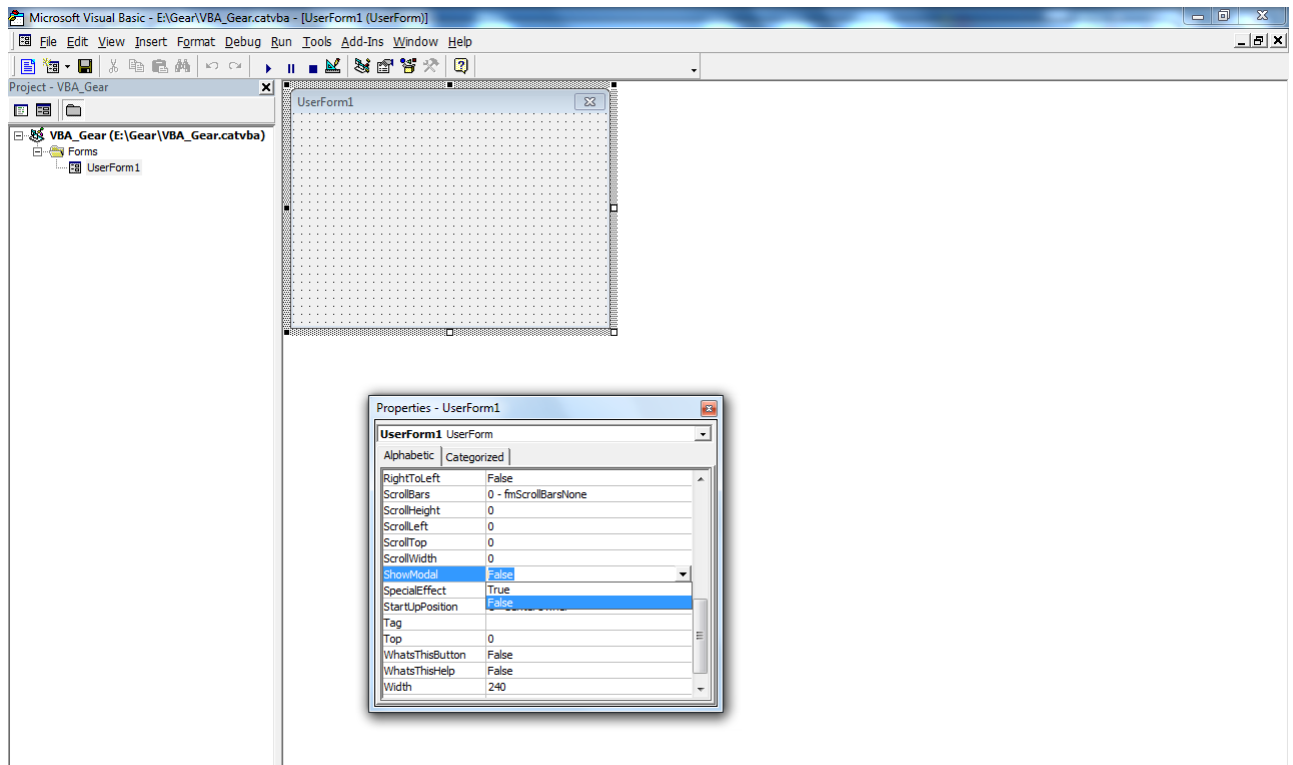 Microsoft Visual Basic - E:\Gear\VBA_Gear.catvba - [UserForm1 (UserForm)]
File Edit View Insert Format Debug Run Tools Add-Ins Window Help
Project - VBA_Gear
VBA_Gear (E:\Gear\VBA_Gear.catvba)
Forms
UserForm1
UserForm1
Properties - UserForm1
UserForm1 UserForm
Alphabetic Categorized
RightToLeft False
ScrollBars 0 - fmScrollBarsNone
ScrollHeight 0
ScrollLeft 0
ScrollTop 0
ScrollWidth 0
ShowModal False
SpecialEffect True
StartUpPosition False
Tag
Top 0
WhatsThisButton False
WhatsThisHelp False
Width 240